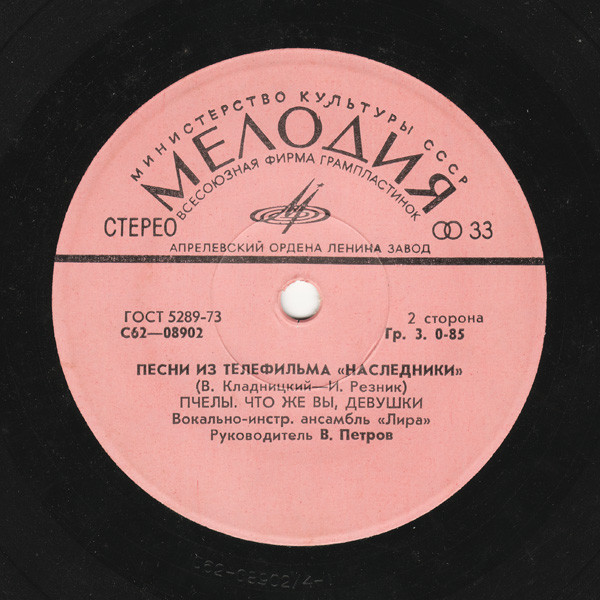 МИНИСТЕРСТВО КУЛЬТУРЫ СССР
МЕЛОДИЯ
ВСЕСОЮЗНАЯ ФИРМА ГРАМПЛАСТИНОК
СТЕРЕО 33
АПРЕЛЕВСКИЙ ОРДЕНА ЛЕНИНА ЗАВОД
ГОСТ 5289-73 2 сторона
С62—08902 Гр. 3. 0-85
ПЕСНИ ИЗ ТЕЛЕФИЛЬМА «НАСЛЕДНИКИ»
(В. Кладницкий—И. Резник)
ПЧЕЛЫ. ЧТО ЖЕ ВЫ, ДЕВУШКИ
Вокально-инстр. ансамбль «Лира»
Руководитель В. Петров